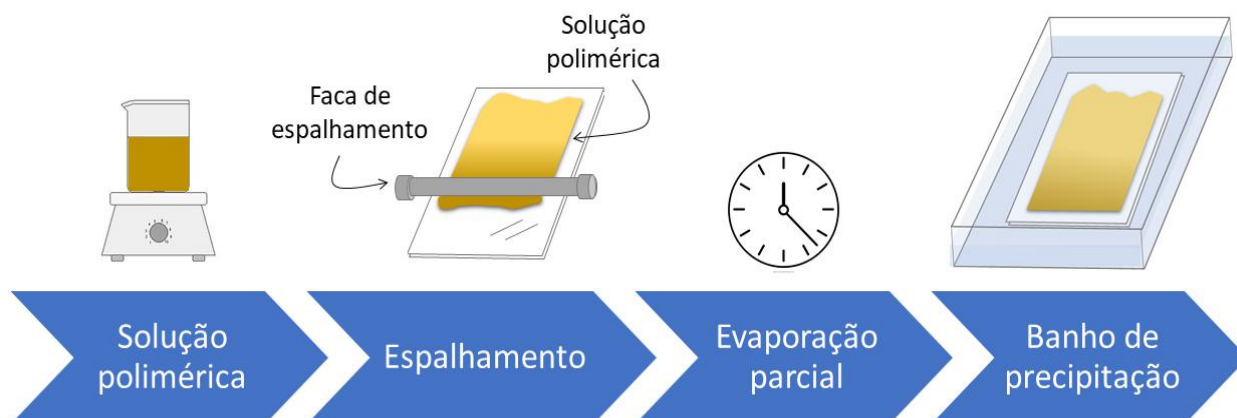 Solução
polimérica
Faca de
espalhamento
Solução
polimérica
Espalhamento
Evaporação
parcial
Banho de
precipitação